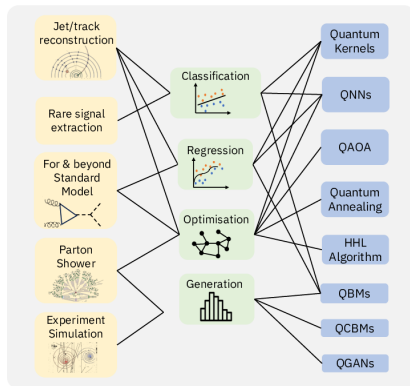 Jet/track
reconstruction
Rare signal
extraction
For & beyond
Standard
Model
Parton
Shower
Experiment
Simulation
Classification
Regression
Optimisation
Generation
Quantum
Kernels
QNNs
QAOA
Quantum
Annealing
HHL
Algorithm
QBMs
QCBMs
QGANs